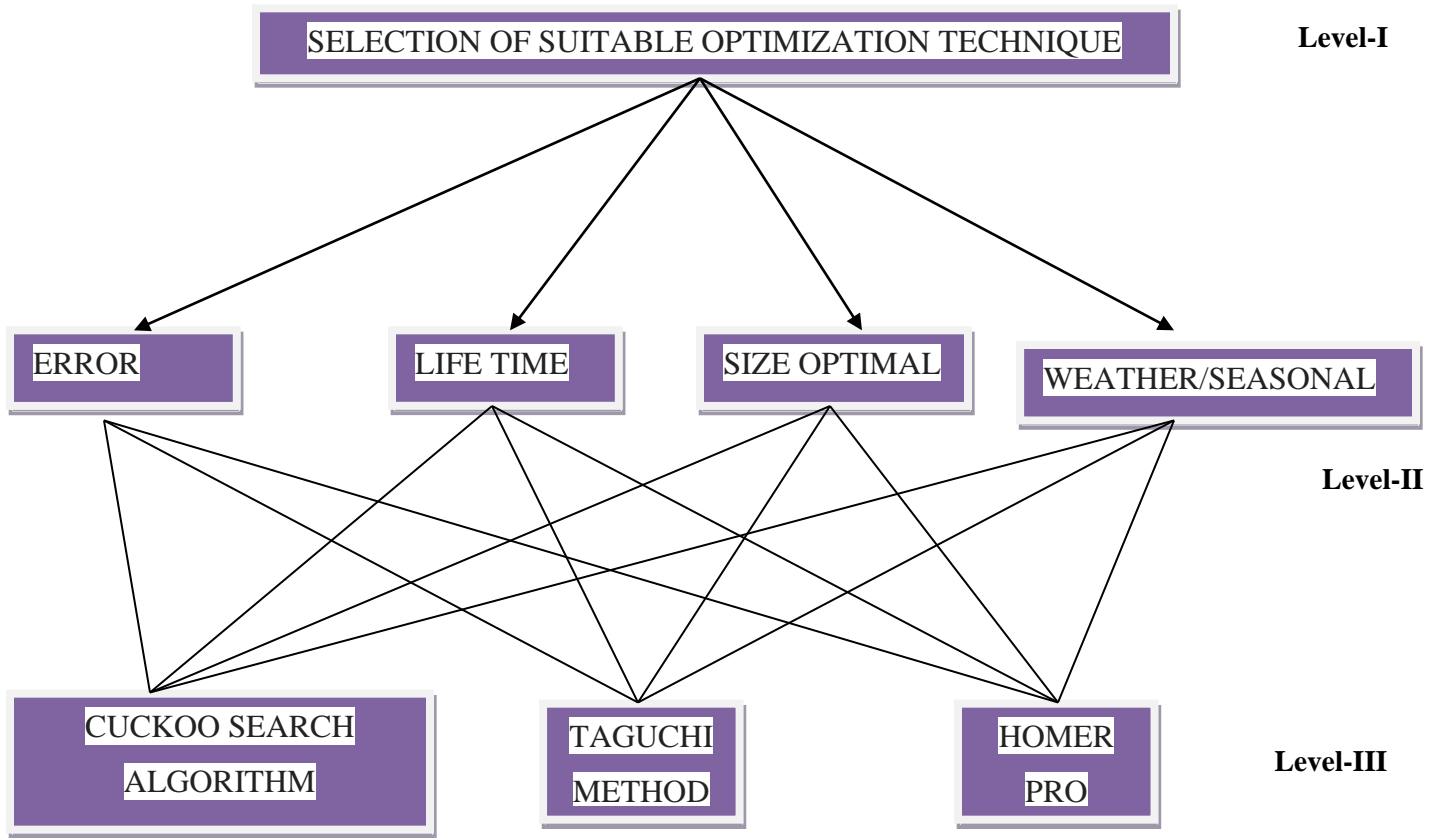 SELECTION OF SUITABLE OPTIMIZATION TECHNIQUE
Level-I
ERROR
LIFE TIME
SIZE OPTIMAL
WEATHER/SEASONAL
Level-II
CUCKOO SEARCH
ALGORITHM
TAGUCHI
METHOD
HOMER
PRO
Level-III